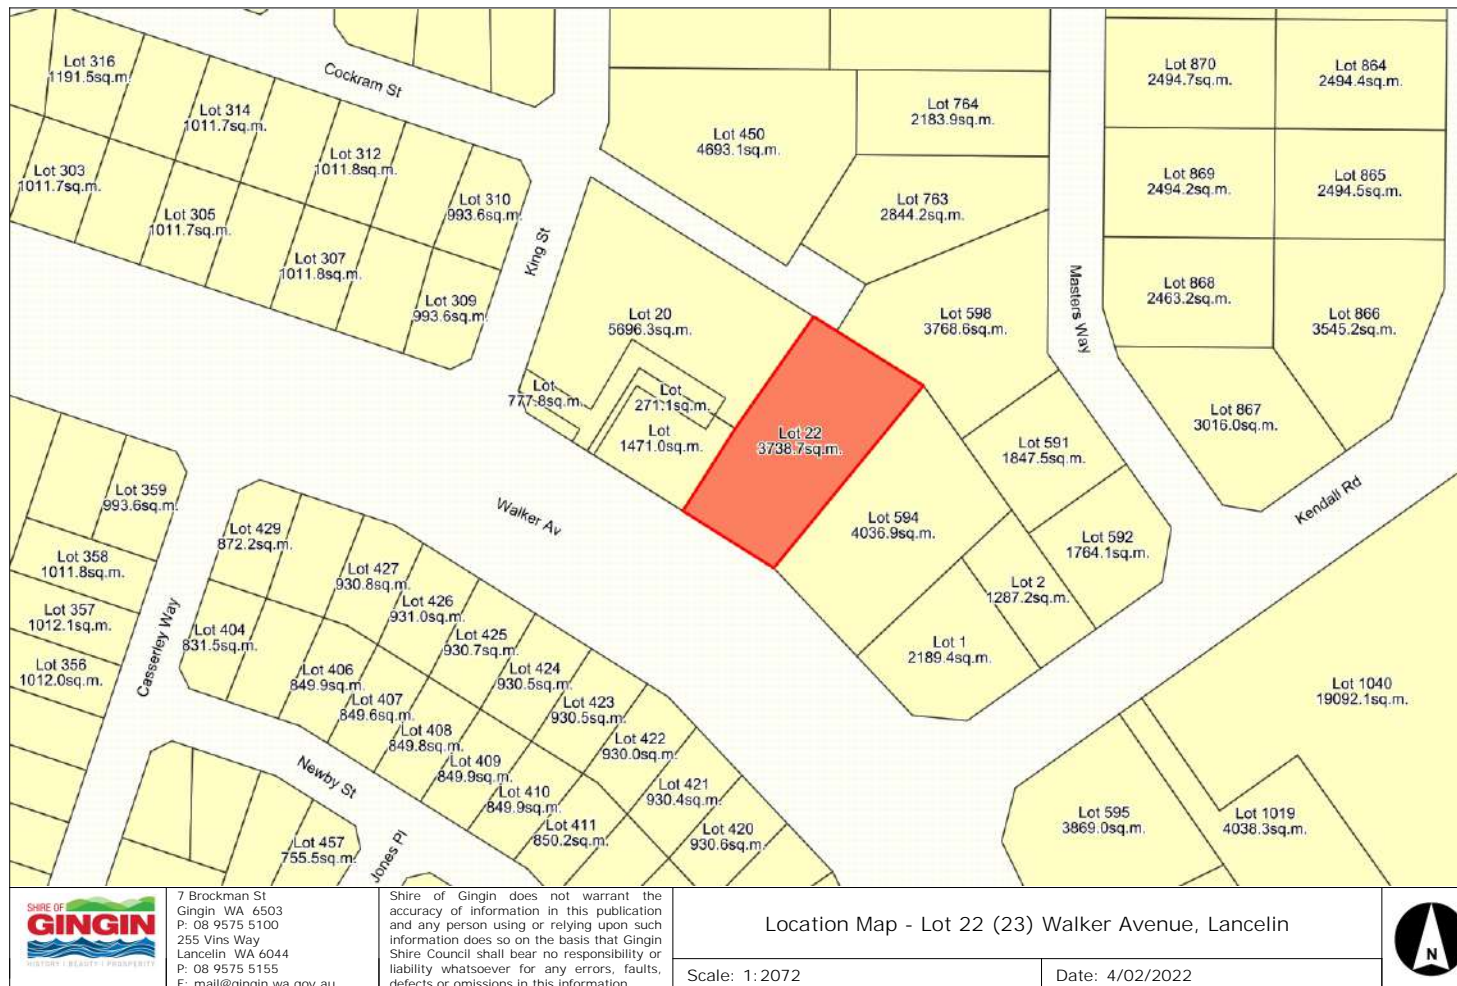 Lot 316
1191.5sq.m.
Cockram St
Lot 314
1011.7sq.m.
Lot 312
1011.8sq.m.
Lot 303
1011.7sq.m.
Lot 305
1011.7sq.m.
Lot 310
993.6sq.m.
Lot 307
1011.8sq.m.
Lot 309
993.6sq.m.
King St
Lot 450
4693.1sq.m.
Lot 764
2183.9sq.m.
Lot 763
2844.2sq.m.
Lot 870
2494.7sq.m.
Lot 864
2494.4sq.m.
Lot 869
2494.2sq.m.
Lot 865
2494.5sq.m.
Lot 868
2463.2sq.m.
Lot 866
3545.2sq.m.
Masters Way
Lot 20
5696.3sq.m.
Lot 598
3768.6sq.m.
Lot
777.8sq.m.
Lot
271.1sq.m.
Lot
1471.0sq.m.
Lot 22
3738.7sq.m.
Lot 867
3016.0sq.m.
Lot 591
1847.5sq.m.
Kendall Rd
Lot 359
993.6sq.m.
Walker Av
Lot 429
872.2sq.m.
Lot 594
4036.9sq.m.
Lot 592
1764.1sq.m.
Lot 358
1011.8sq.m.
Lot 427
930.8sq.m.
Lot 2
1287.2sq.m.
Lot 357
1012.1sq.m.
Lot 426
931.0sq.m.
Casserley Way
Lot 404
831.5sq.m.
Lot 425
930.7sq.m.
Lot 1
2189.4sq.m.
Lot 356
1012.0sq.m.
Lot 406
849.9sq.m.
Lot 424
930.5sq.m.
Lot 407
849.6sq.m.
Lot 423
930.5sq.m.
Lot 1040
19092.1sq.m.
Lot 408
849.8sq.m.
Lot 422
930.0sq.m.
Newby St
Lot 409
849.9sq.m.
Lot 421
930.4sq.m.
Lot 410
849.9sq.m.
Lot 411
850.2sq.m.
Lot 420
930.6sq.m.
Lot 595
3869.0sq.m.
Lot 1019
4038.3sq.m.
Lot 457
755.5sq.m.
Jones Pl
SHIRE OF
GINGIN
HISTORY | BEAUTY | PROSPERITY
7 Brockman St
Gingin WA 6503
P: 08 9575 5100
255 Vins Way
Lancelin WA 6044
P: 08 9575 5155
E: mail@gingin.wa.gov.au
Shire of Gingin does not warrant the
accuracy of information in this publication
and any person using or relying upon such
information does so on the basis that Gingin
Shire Council shall bear no responsibility or
liability whatsoever for any errors, faults,
defects or omissions in this information.
Location Map - Lot 22 (23) Walker Avenue, Lancelin
Scale: 1:2072
Date: 4/02/2022
N